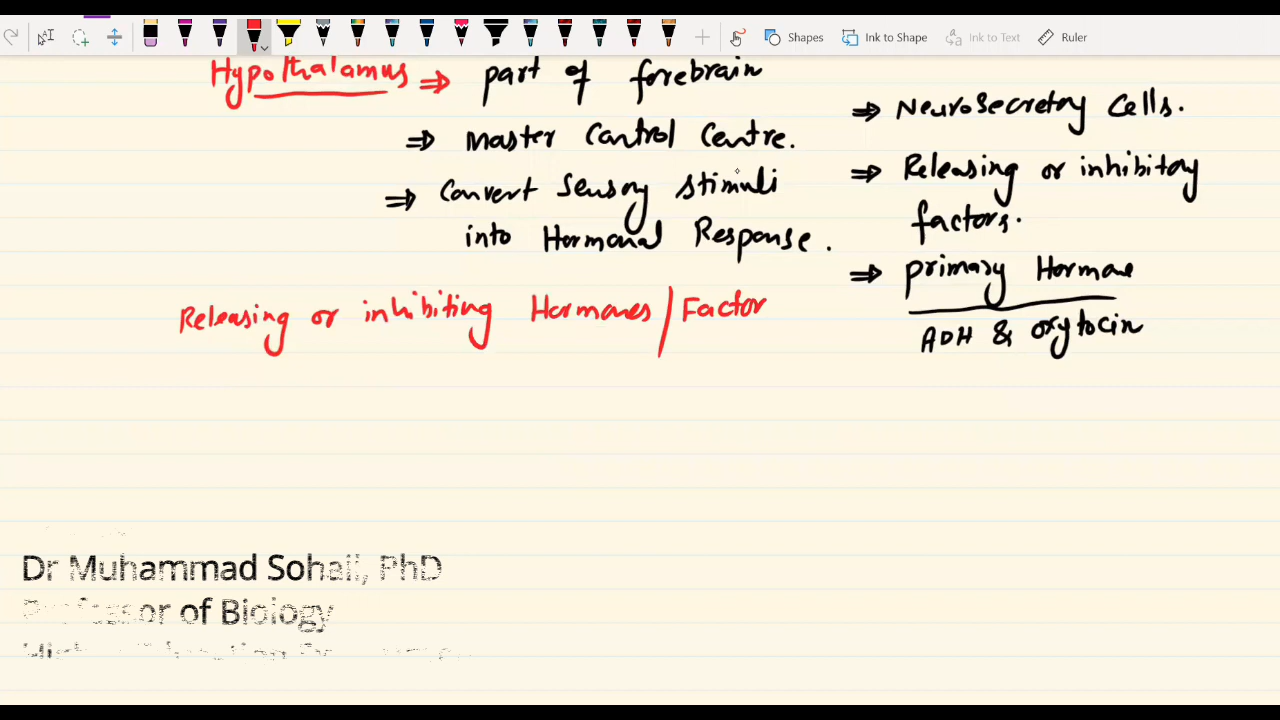 Shapes
Ink to Shape
Ink to Text
Ruler
Hypothalamus ⇒ part of forebrain
⇒ Master Control Centre.
⇒ Convert Sensory stimuli
into Hormonal Response.
⇒ Neurosecretry Cells.
⇒ Releasing or inhibitory
factors.
⇒ primary Hormone
ADH & oxytocin
Releasing or inhibiting Hormones/Factor
Dr Muhammad Sohail, PhD
Professor of Biology